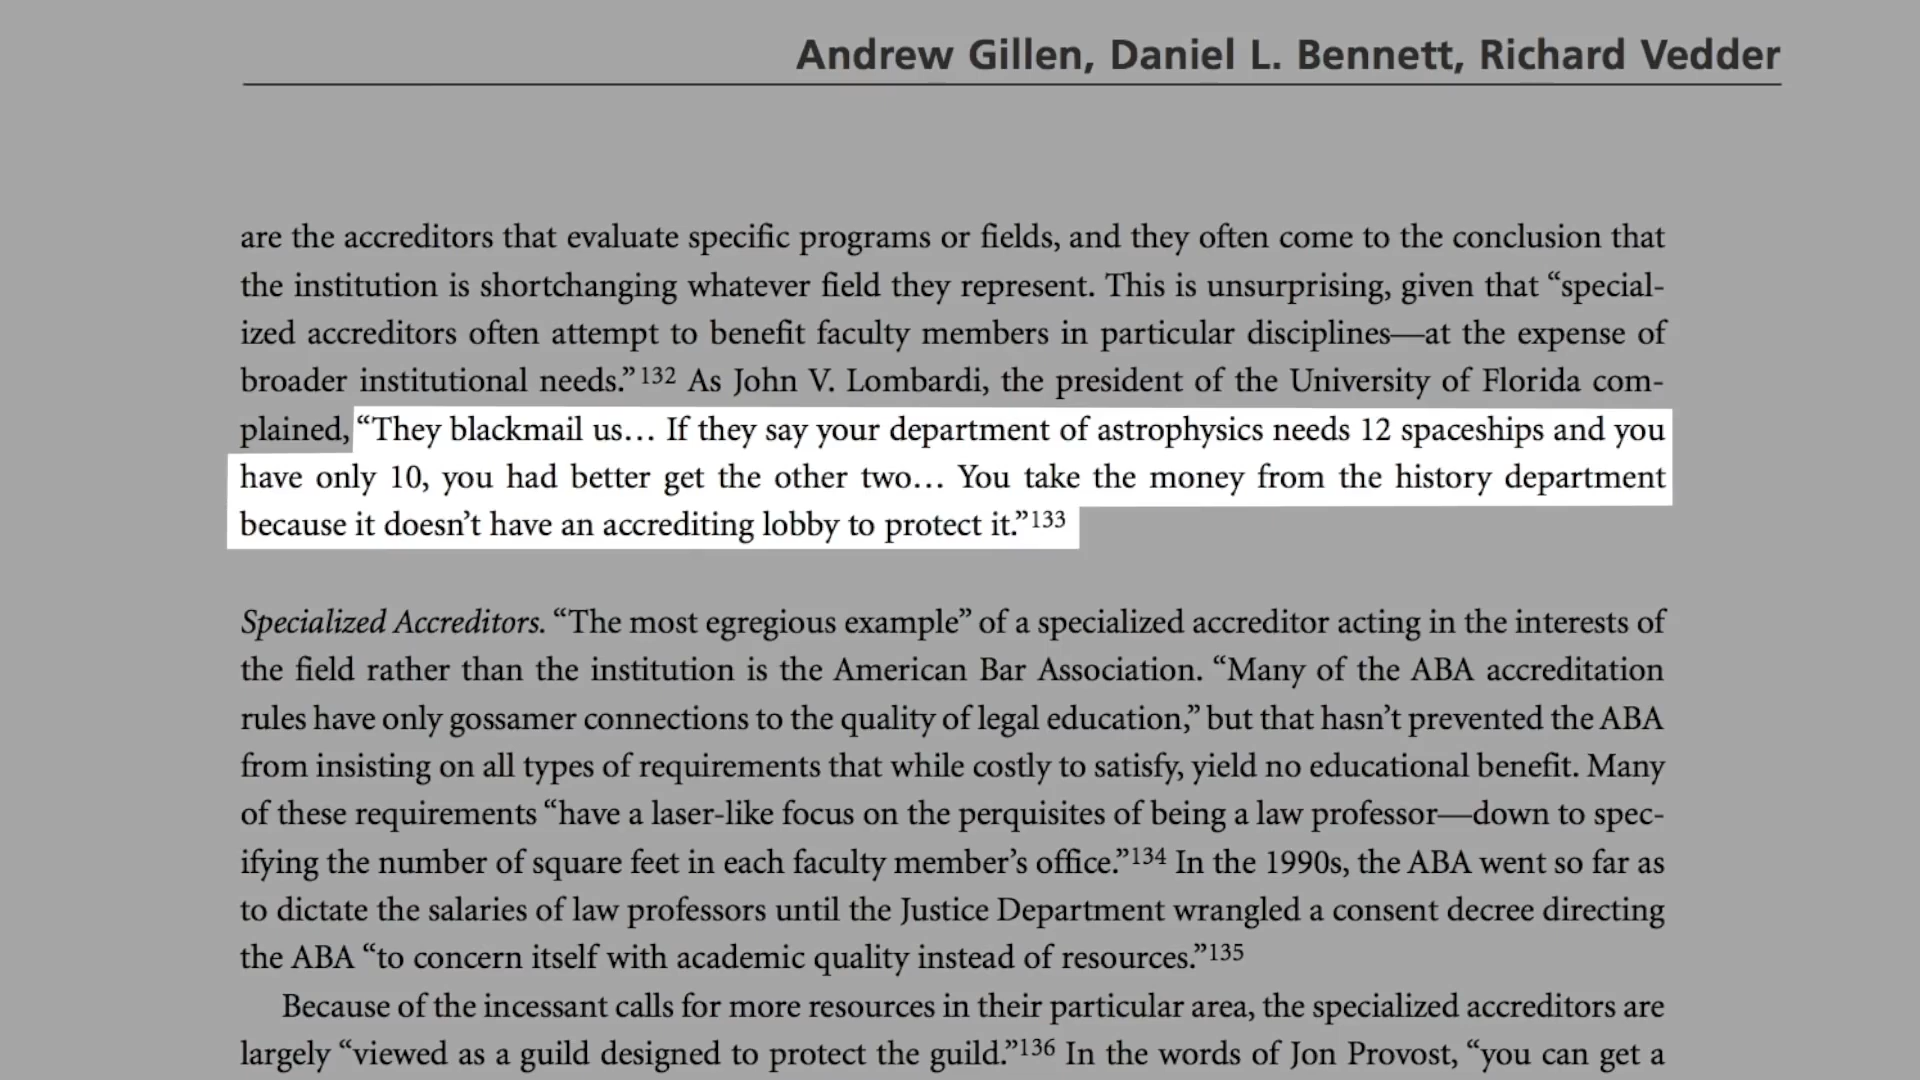 Andrew Gillen, Daniel L. Bennett, Richard Vedder
are the accreditors that evaluate specific programs or fields, and they often come to the conclusion that
the institution is shortchanging whatever field they represent. This is unsurprising, given that “special-
ized accreditors often attempt to benefit faculty members in particular disciplines—at the expense of
broader institutional needs.”132 As John V. Lombardi, the president of the University of Florida com-
plained, “They blackmail us… If they say your department of astrophysics needs 12 spaceships and you
have only 10, you had better get the other two… You take the money from the history department
because it doesn’t have an accrediting lobby to protect it.”133
Specialized Accreditors. “The most egregious example” of a specialized accreditor acting in the interests of
the field rather than the institution is the American Bar Association. “Many of the ABA accreditation
rules have only gossamer connections to the quality of legal education,” but that hasn’t prevented the ABA
from insisting on all types of requirements that while costly to satisfy, yield no educational benefit. Many
of these requirements “have a laser-like focus on the perquisites of being a law professor—down to spec-
ifying the number of square feet in each faculty member’s office.”134 In the 1990s, the ABA went so far as
to dictate the salaries of law professors until the Justice Department wrangled a consent decree directing
the ABA “to concern itself with academic quality instead of resources.”135
Because of the incessant calls for more resources in their particular area, the specialized accreditors are
largely “viewed as a guild designed to protect the guild.”136 In the words of Jon Provost, “you can get a